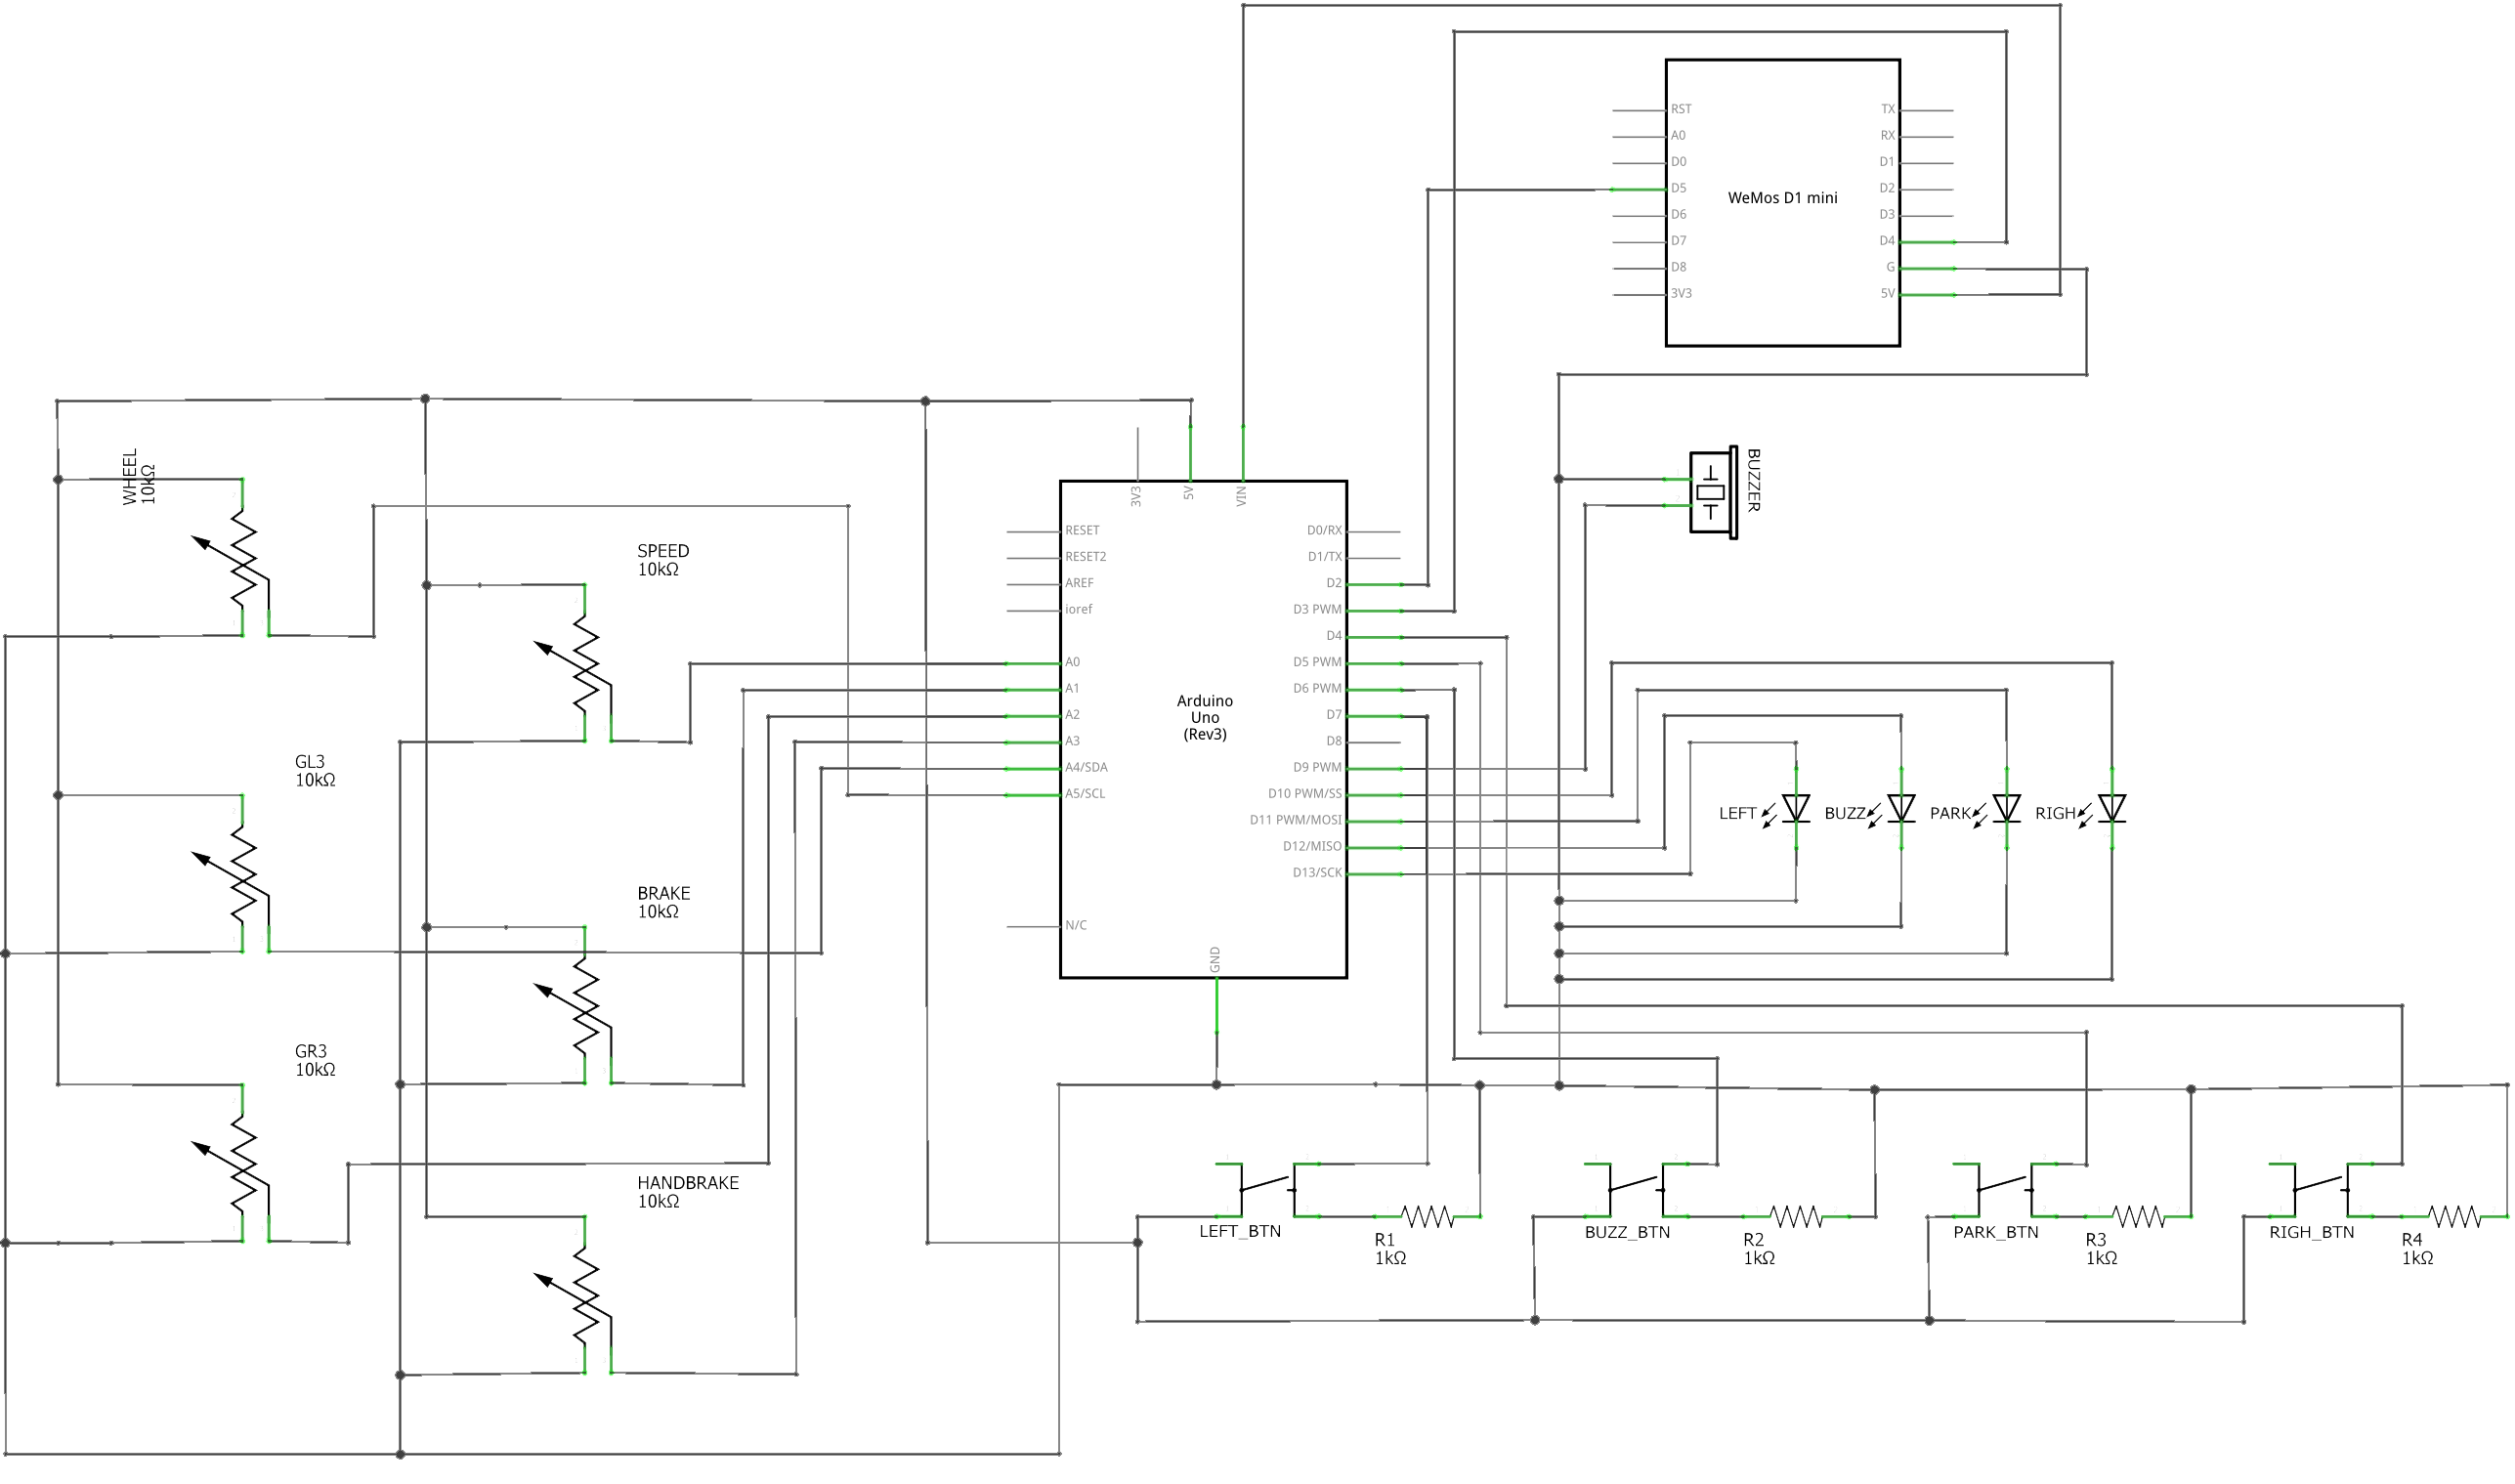 RST
A0
D0
D5
D6
D7
D8
3V3
WeMos D1 mini
TX
RX
D1
D2
D3
D4
G
5V
BUZZER
WHEEL
10kΩ
SPEED
10kΩ
GL3
10kΩ
BRAKE
10kΩ
GR3
10kΩ
HANDBRAKE
10kΩ
3V3
5V
VIN
RESET
RESET2
AREF
ioref
A0
A1
A2
A3
A4/SDA
A5/SCL
N/C
Arduino
Uno
(Rev3)
D0/RX
D1/TX
D2
D3 PWM
D4
D5 PWM
D6 PWM
D7
D8
D9 PWM
D10 PWM/SS
D11 PWM/MOSI
D12/MISO
D13/SCK
GND
LEFT
BUZZ
PARK
RIGH
LEFT_BTN
R1
1kΩ
BUZZ_BTN
R2
1kΩ
PARK_BTN
R3
1kΩ
RIGH_BTN
R4
1kΩ